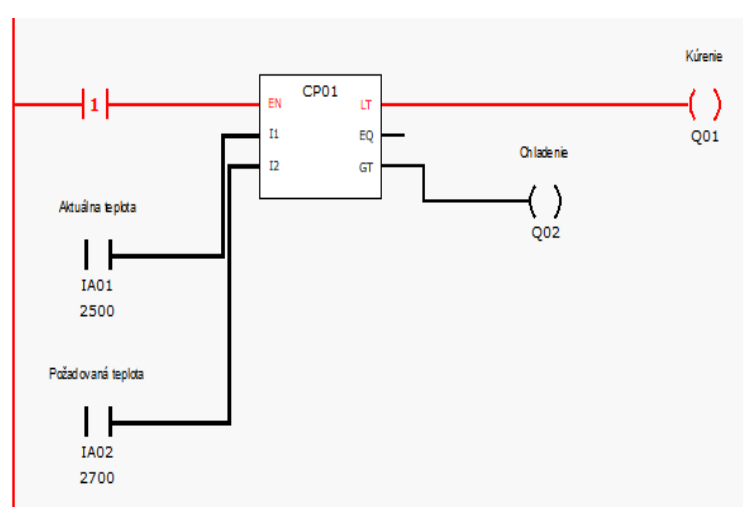 Kúrenie
1
CP01
EN
LT
Q01
I1
EQ
I2
GT
Chladenie
Q02
Aktuálna teplota
IA01
2500
Požadovaná teplota
IA02
2700